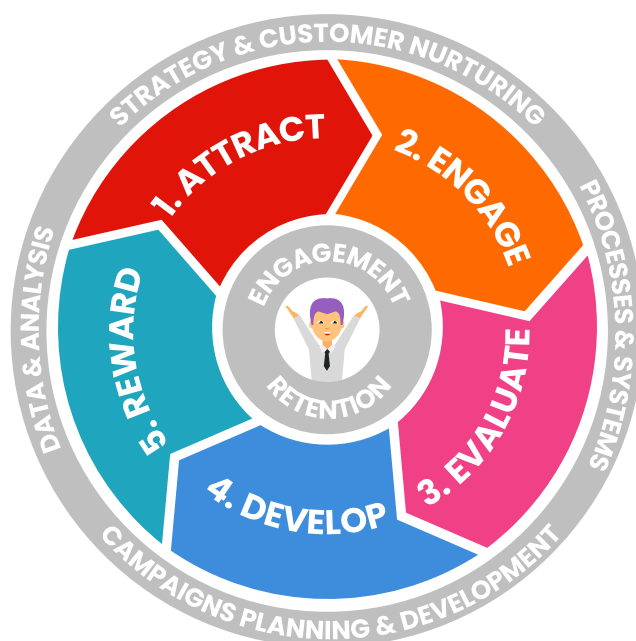 STRATEGY & CUSTOMER NURTURING
PROCESSES & SYSTEMS
CAMPAIGNS PLANNING & DEVELOPMENT
DATA & ANALYSIS
1. ATTRACT
2. ENGAGE
3. EVALUATE
4. DEVELOP
5. REWARD
ENGAGEMENT
RETENTION